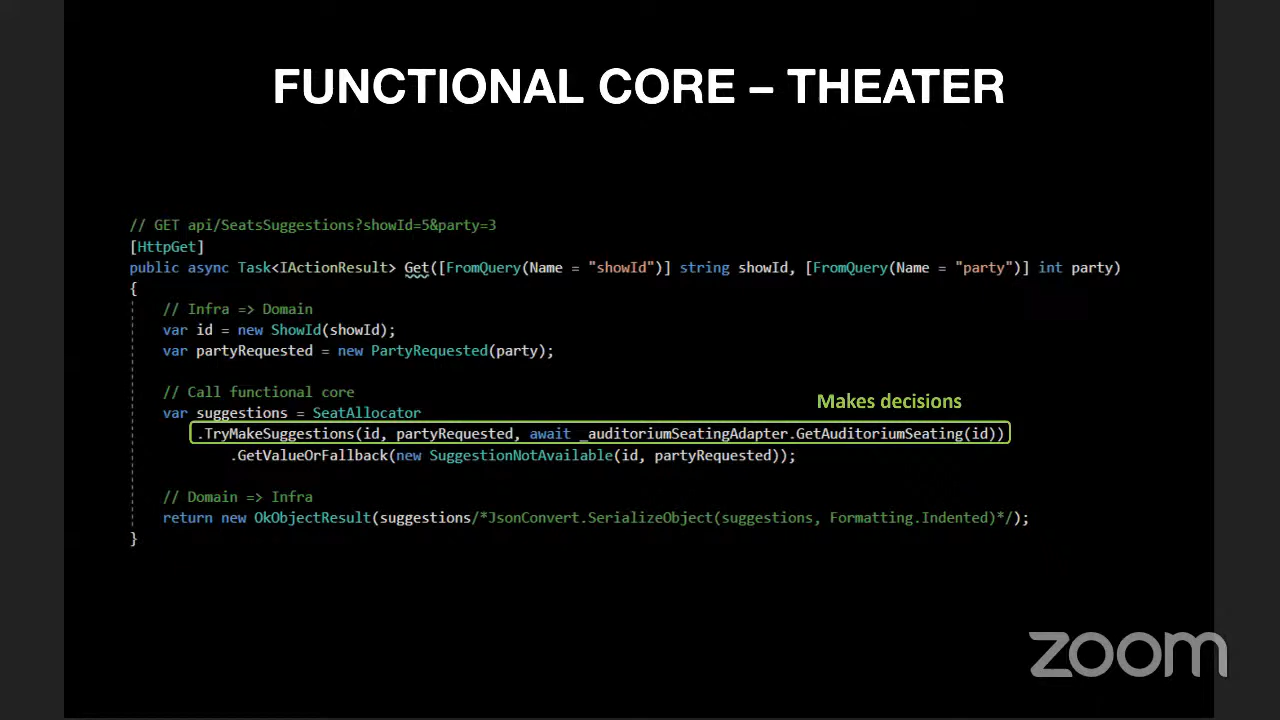 FUNCTIONAL CORE – THEATER
// GET api/SeatsSuggestions?showId=5&party=3
[HttpGet]
public async Task<IActionResult> Get([FromQuery(Name = "showId")] string showId, [FromQuery(Name = "party")] int party)
{
// Infra => Domain
var id = new ShowId(showId);
var partyRequested = new PartyRequested(party);
// Call functional core
Makes decisions
var suggestions = SeatAllocator
.TryMakeSuggestions(id, partyRequested, await _auditoriumSeatingAdapter.GetAuditoriumSeating(id))
.GetValueOrFallback(new SuggestionNotAvailable(id, partyRequested));
// Domain => Infra
return new OkObjectResult(suggestions/*JsonConvert.SerializeObject(suggestions, Formatting.Indented)*/);
}
zoom